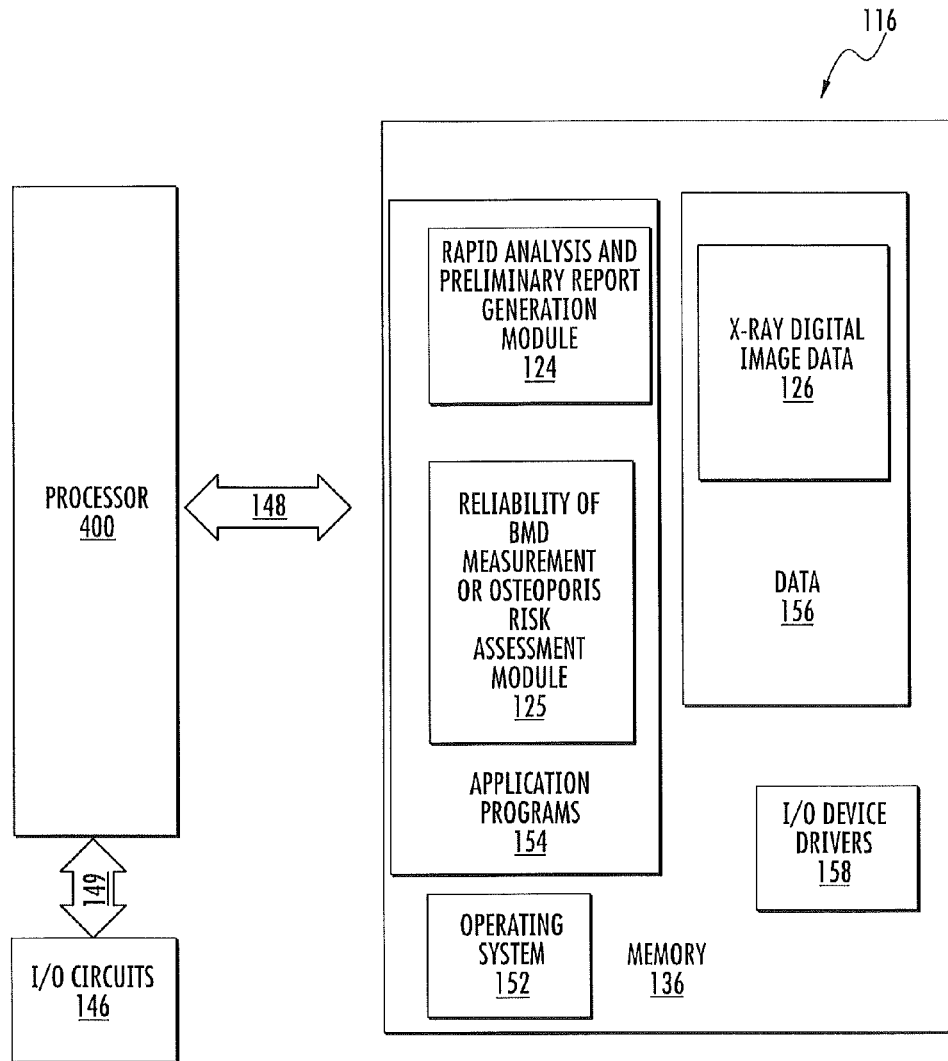 116
RAPID ANALYSIS AND
PRELIMINARY REPORT
GENERATION
MODULE
124
X-RAY DIGITAL
IMAGE DATA
126
PROCESSOR
400
148
RELIABILITY OF
BMD
MEASUREMENT
OR OSTEOPORIS
RISK
ASSESSMENT
MODULE
125
DATA
156
APPLICATION
PROGRAMS
154
I/O DEVICE
DRIVERS
158
149
I/O CIRCUITS
146
OPERATING
SYSTEM
152
MEMORY
136